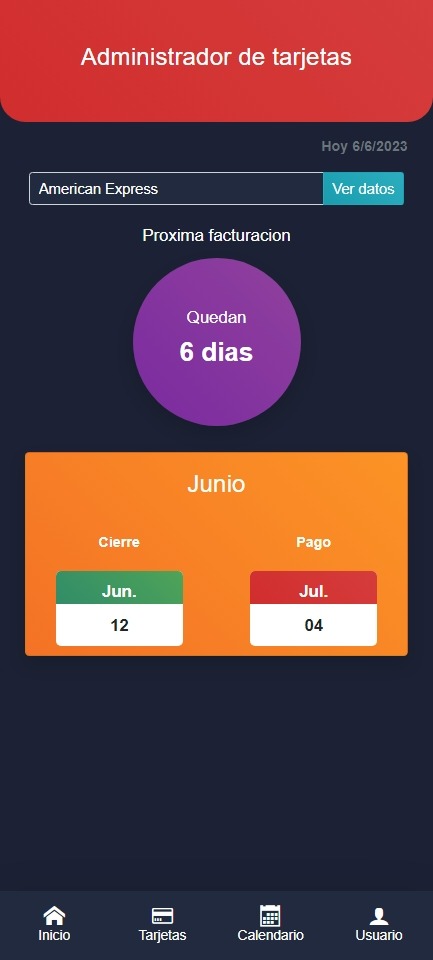 Administrador de tarjetas
Hoy 6/6/2023
American Express Ver datos
Proxima facturacion
Quedan
6 dias
Junio
Cierre Pago
Jun. Jul.
12 04
Inicio Tarjetas Calendario Usuario